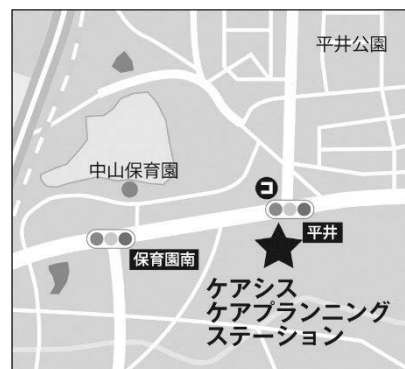 平井公園
中山保育園
コ
平井
保育園南
ケアシス
ケアプランニング
ステーション